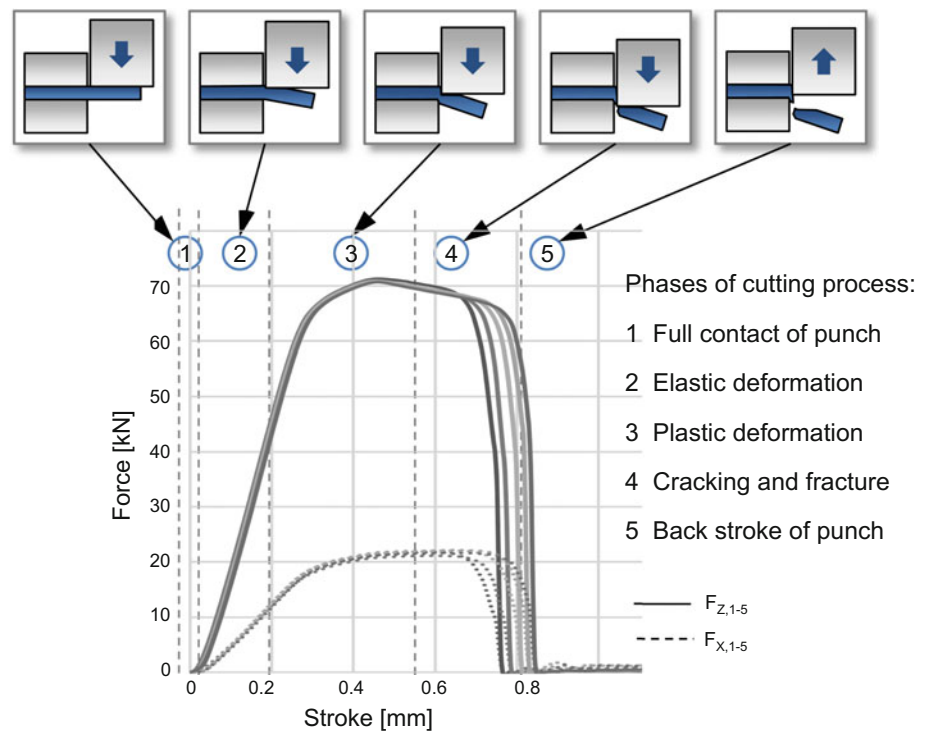 1
2
3
4
5
70
60
50
40
30
20
10
0
Force [kN]
0
0.2
0.4
0.6
0.8
Stroke [mm]
Phases of cutting process:
1 Full contact of punch
2 Elastic deformation
3 Plastic deformation
4 Cracking and fracture
5 Back stroke of punch
F_Z,1-5
F_X,1-5